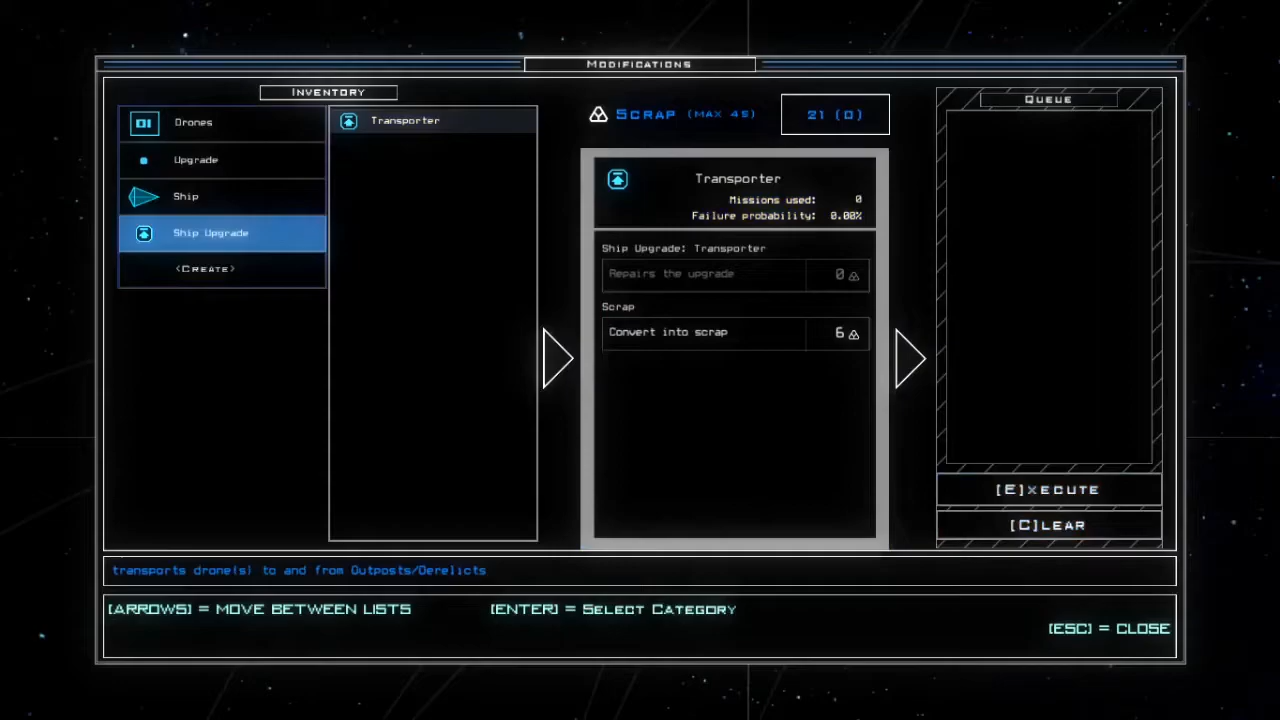 Modifications
Inventory
Drones
Upgrade
Ship
Ship Upgrade
<Create>
Transporter
Scrap (max 45)
21 (0)
Transporter
Missions used: 0
Failure probability: 0.00%
Ship Upgrade: Transporter
Repairs the upgrade 0
Scrap
Convert into scrap 6
Queue
[E]xecute
[C]lear
transports drone(s) to and from Outposts/Derelicts
[ARROWS] = MOVE BETWEEN LISTS
[ENTER] = Select Category
[ESC] = CLOSE